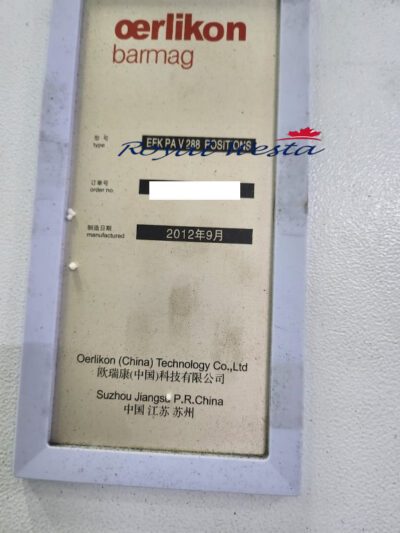 œrlikon
barmag
型号
type
EFK PA V 288 POSITIONS
Royal Westa
订单号
order no.
制造日期
manufactured
2012年9月
Oerlikon (China) Technology Co.,Ltd
欧瑞康(中国)科技有限公司
Suzhou Jiangsu P.R.China
中国 江苏 苏州